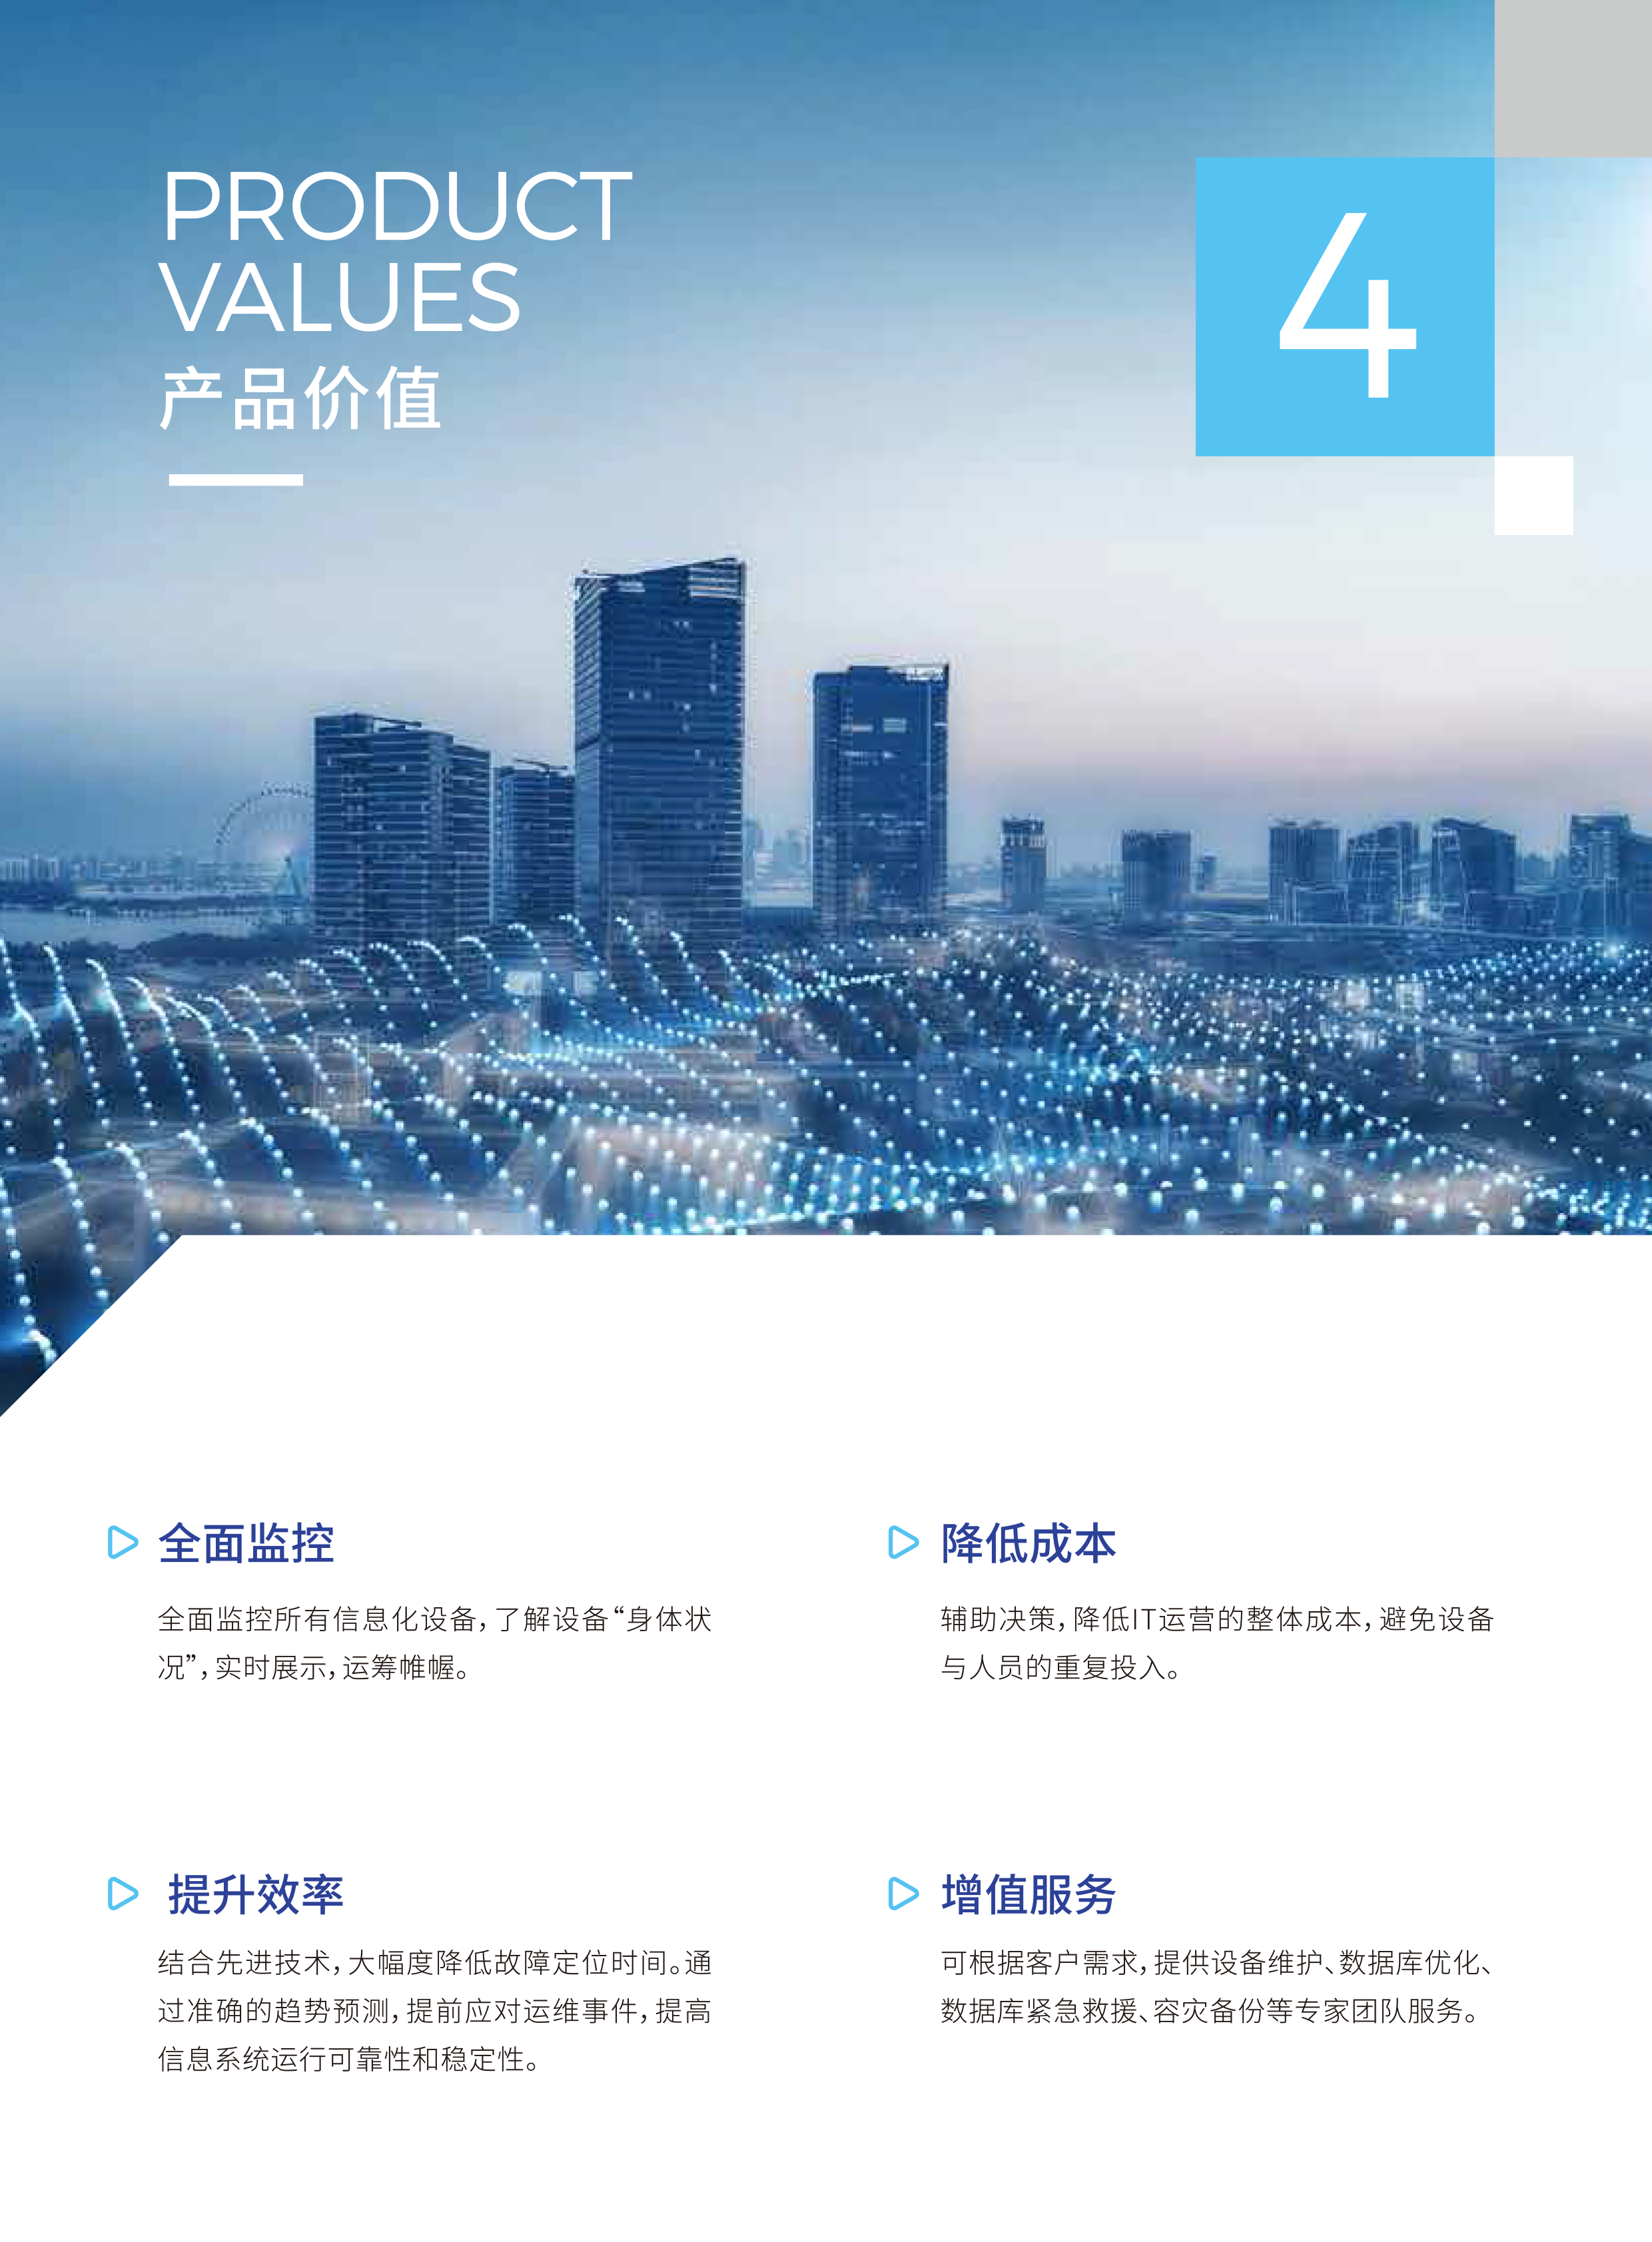 PRODUCT
VALUES
产品价值
4
全面监控
全面监控所有信息化设备，了解设备“身体状
况”，实时展示，运筹帷幄。
降低成本
辅助决策，降低IT运营的整体成本，避免设备
与人员的重复投入。
提升效率
结合先进技术，大幅度降低故障定位时间。通
过准确的趋势预测，提前应对运维事件，提高
信息系统运行可靠性和稳定性。
增值服务
可根据客户需求，提供设备维护、数据库优化、
数据库紧急救援、容灾备份等专家团队服务。